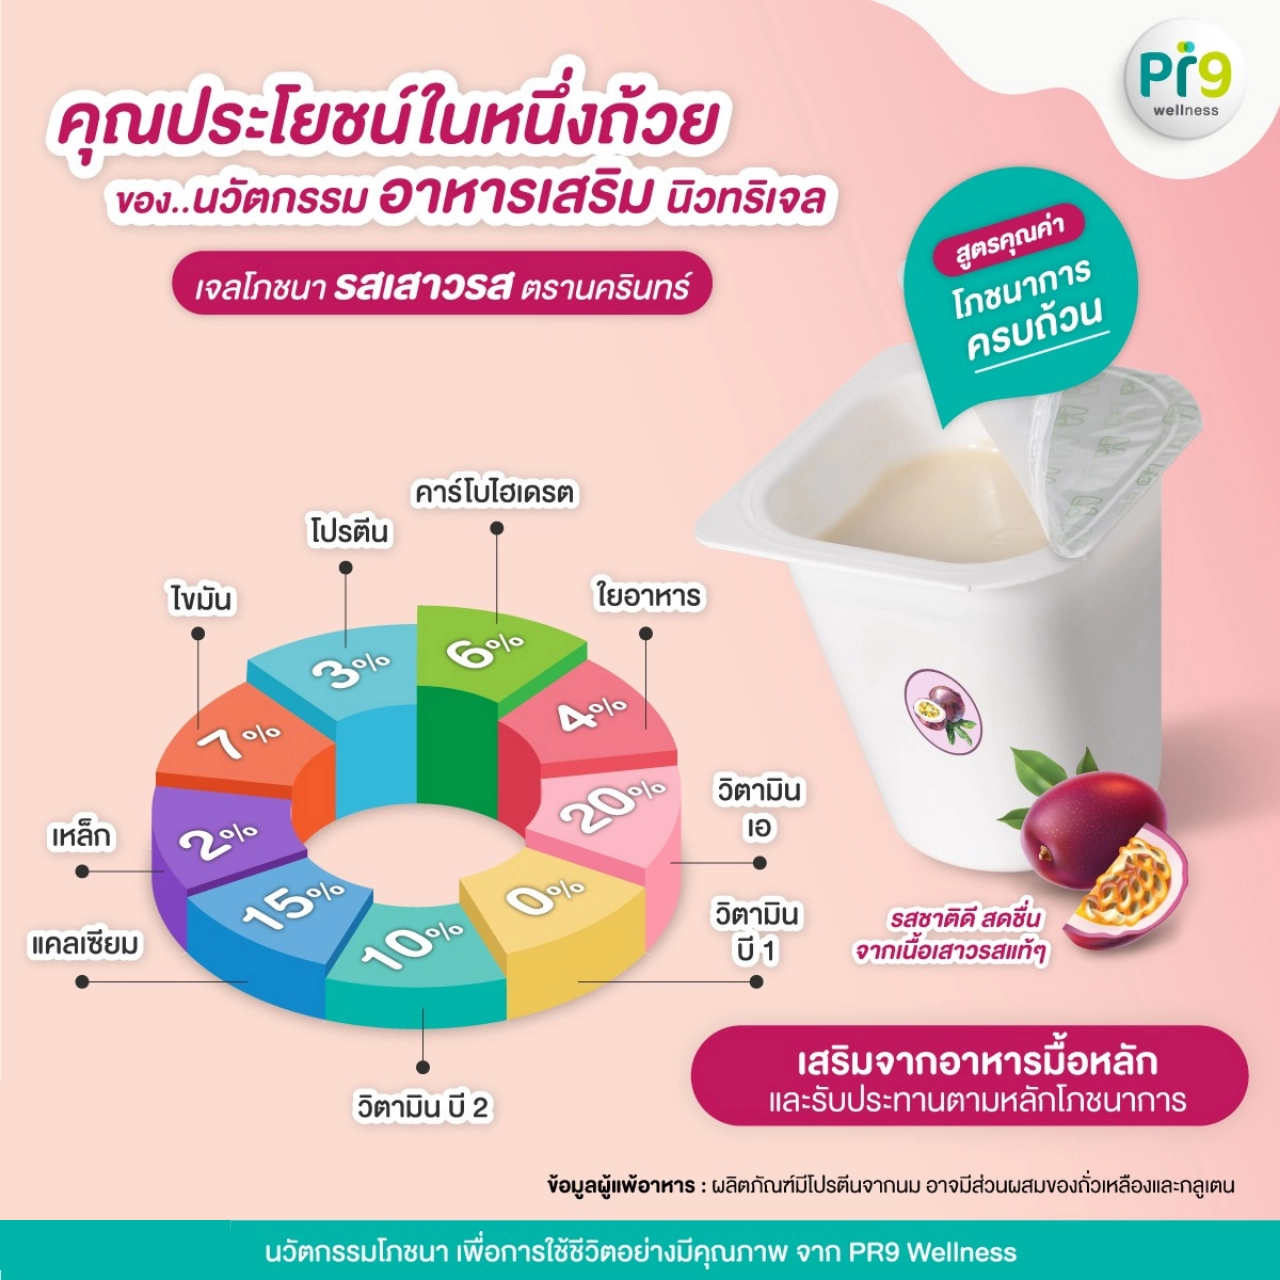 Pr9
wellness
คุณประโยชน์ในหนึ่งถ้วย
ของ..นวัตกรรม อาหารเสริม นิวทริเจล
เจลโภชนา รสเสาวรส ตรานครินทร์
สูตรคุณค่า
โภชนาการ
ครบถ้วน
คาร์โบไฮเดรต
โปรตีน
ไขมัน
ใยอาหาร
6%
3%
4%
7%
20%
วิตามิน
เอ
เหล็ก
2%
15%
0%
10%
วิตามิน
บี 1
แคลเซียม
วิตามิน บี 2
รสชาติดี สดชื่น
จากเนื้อเสาวรสแท้ๆ
เสริมจากอาหารมื้อหลัก
และรับประทานตามหลักโภชนาการ
ข้อมูลผู้แพ้อาหาร : ผลิตภัณฑ์มีโปรตีนจากนม อาจมีส่วนผสมของถั่วเหลืองและกลูเตน
นวัตกรรมโภชนา เพื่อการใช้ชีวิตอย่างมีคุณภาพ จาก PR9 Wellness